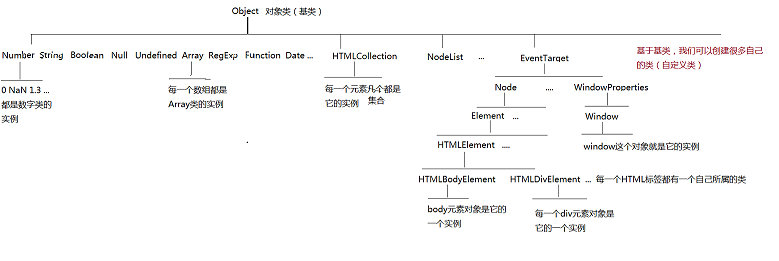 Object 对象类（基类）
Number String Boolean Null Undefined Array RegExp Function Date ... HTMLCollection NodeList ... EventTarget
基于基类，我们可以创建很多自己的类（自定义类）
0 NaN 1.3 ...
都是数字类的
实例
每一个数组都是
Array类的实例
每一个元素集合都是
它的实例
Node .... WindowProperties
Element ... Window
HTMLElement .... window这个对象就是它的实例
HTMLBodyElement HTMLDivElement ... 每一个HTML标签都有一个自己所属的类
body元素对象是它的
一个实例
每一个div元素对象是
它的一个实例